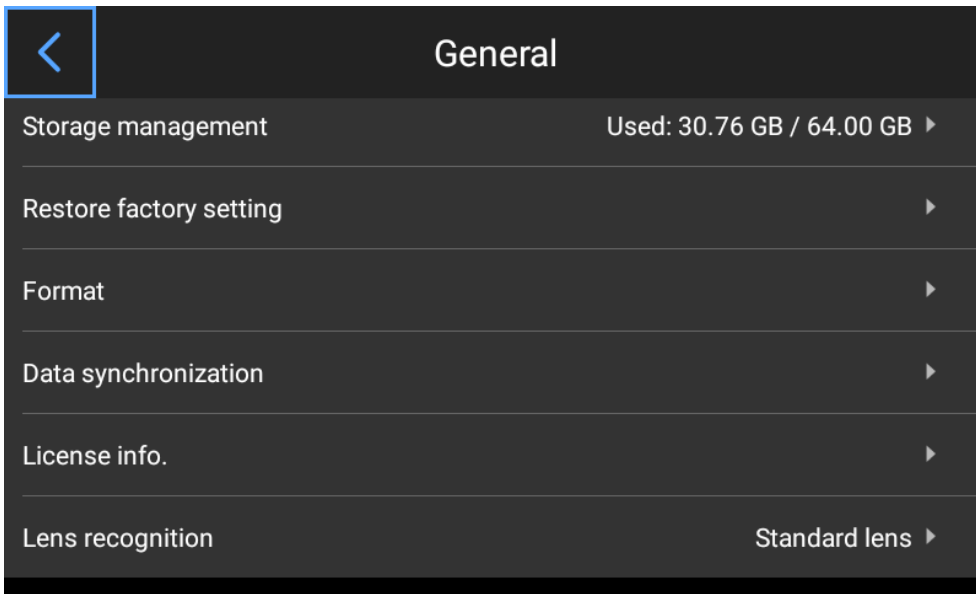 General
Storage management Used: 30.76 GB / 64.00 GB
Restore factory setting
Format
Data synchronization
License info.
Lens recognition Standard lens